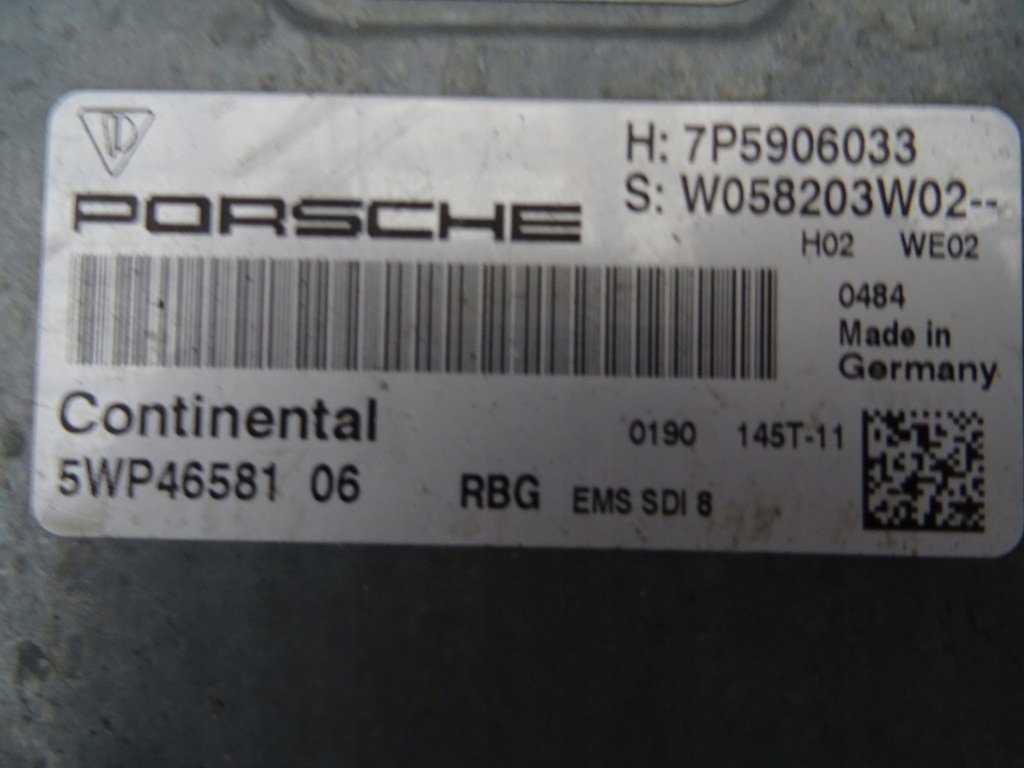 PORSCHE
H: 7P5906033
S: W058203W02--
H02 WE02
0484
Made in
Germany
Continental
0190 145T-11
5WP46581 06
RBG EMS SDI 8